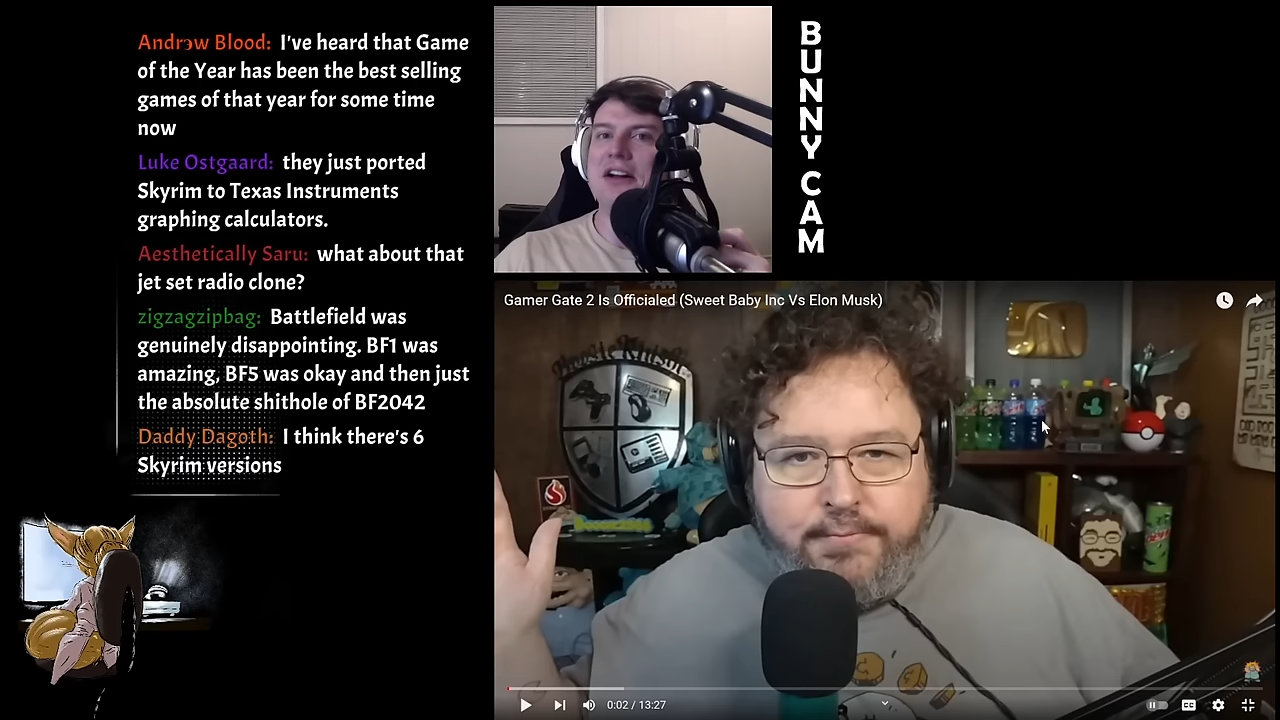 Andrew Blood: I've heard that Game
of the Year has been the best selling
games of that year for some time
now
Luke Ostgaard: they just ported
Skyrim to Texas Instruments
graphing calculators.
Aesthetically Saru: what about that
jet set radio clone?
zigzagzipbag: Battlefield was
genuinely disappointing. BF1 was
amazing, BF5 was okay and then just
the absolute shithole of BF2042
Daddy Dagoth: I think there's 6
Skyrim versions
BUNNY CAM
Gamer Gate 2 Is Officialed (Sweet Baby Inc Vs Elon Musk)
0:02 / 13:27
CC